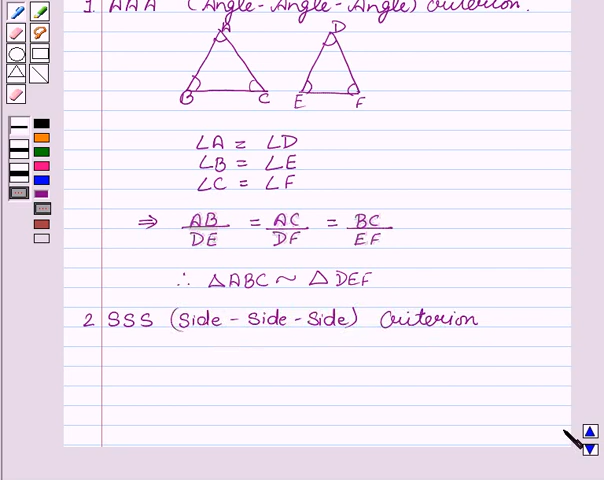 1. AAA (Angle-Angle-Angle) Criterion.
A D
B C E F
∠A = ∠D
∠B = ∠E
∠C = ∠F
⇒ AB/DE = AC/DF = BC/EF
∴ △ABC ~ △DEF
2 SSS (Side - Side - Side) Criterion